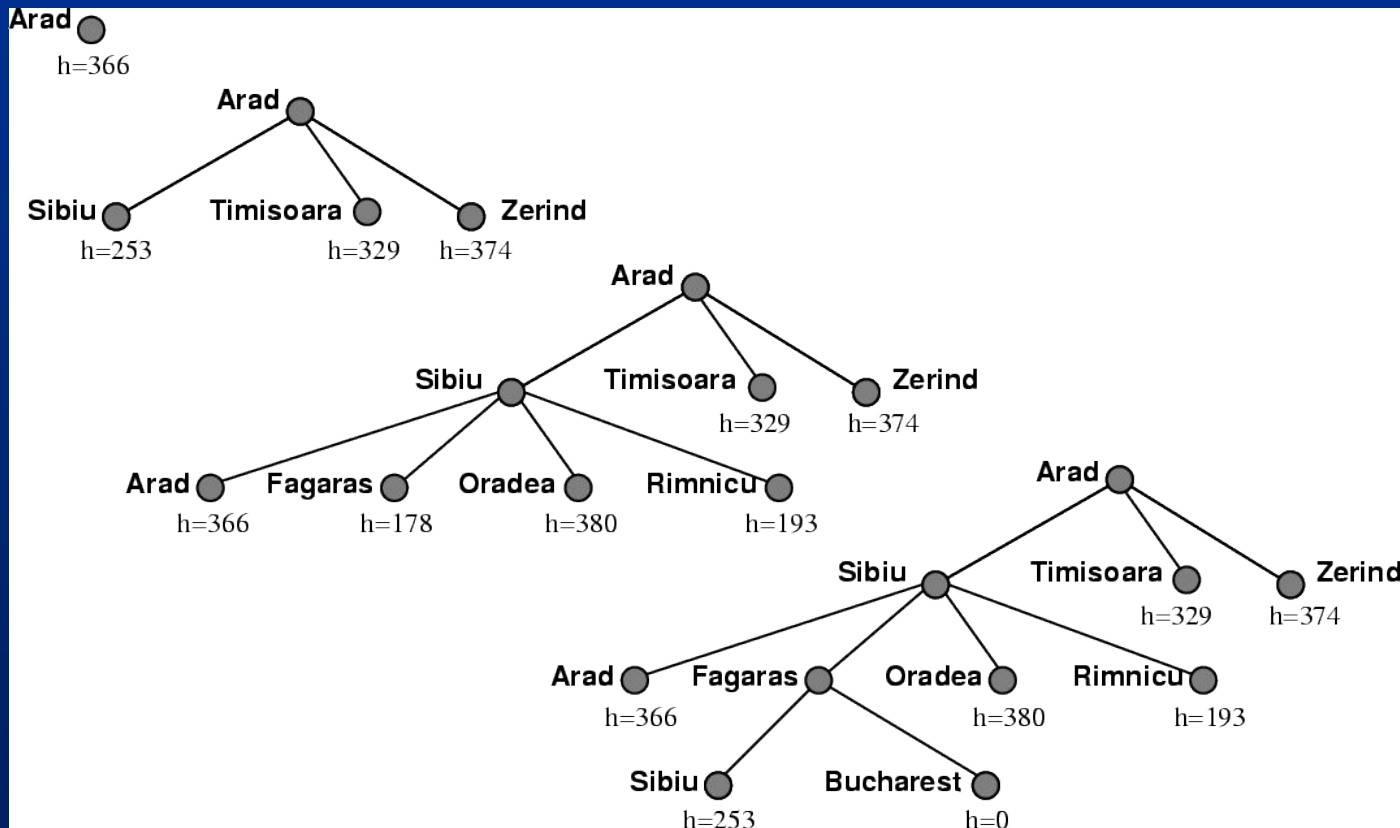 Arad
h=366
Arad
Sibiu Timisoara Zerind
h=253 h=329 h=374
Arad
Sibiu Timisoara Zerind
h=329 h=374
Arad Fagaras Oradea Rimnicu
h=366 h=178 h=380 h=193
Arad
Sibiu Timisoara Zerind
h=329 h=374
Arad Fagaras Oradea Rimnicu
h=366 h=380 h=193
Sibiu Bucharest
h=253 h=0